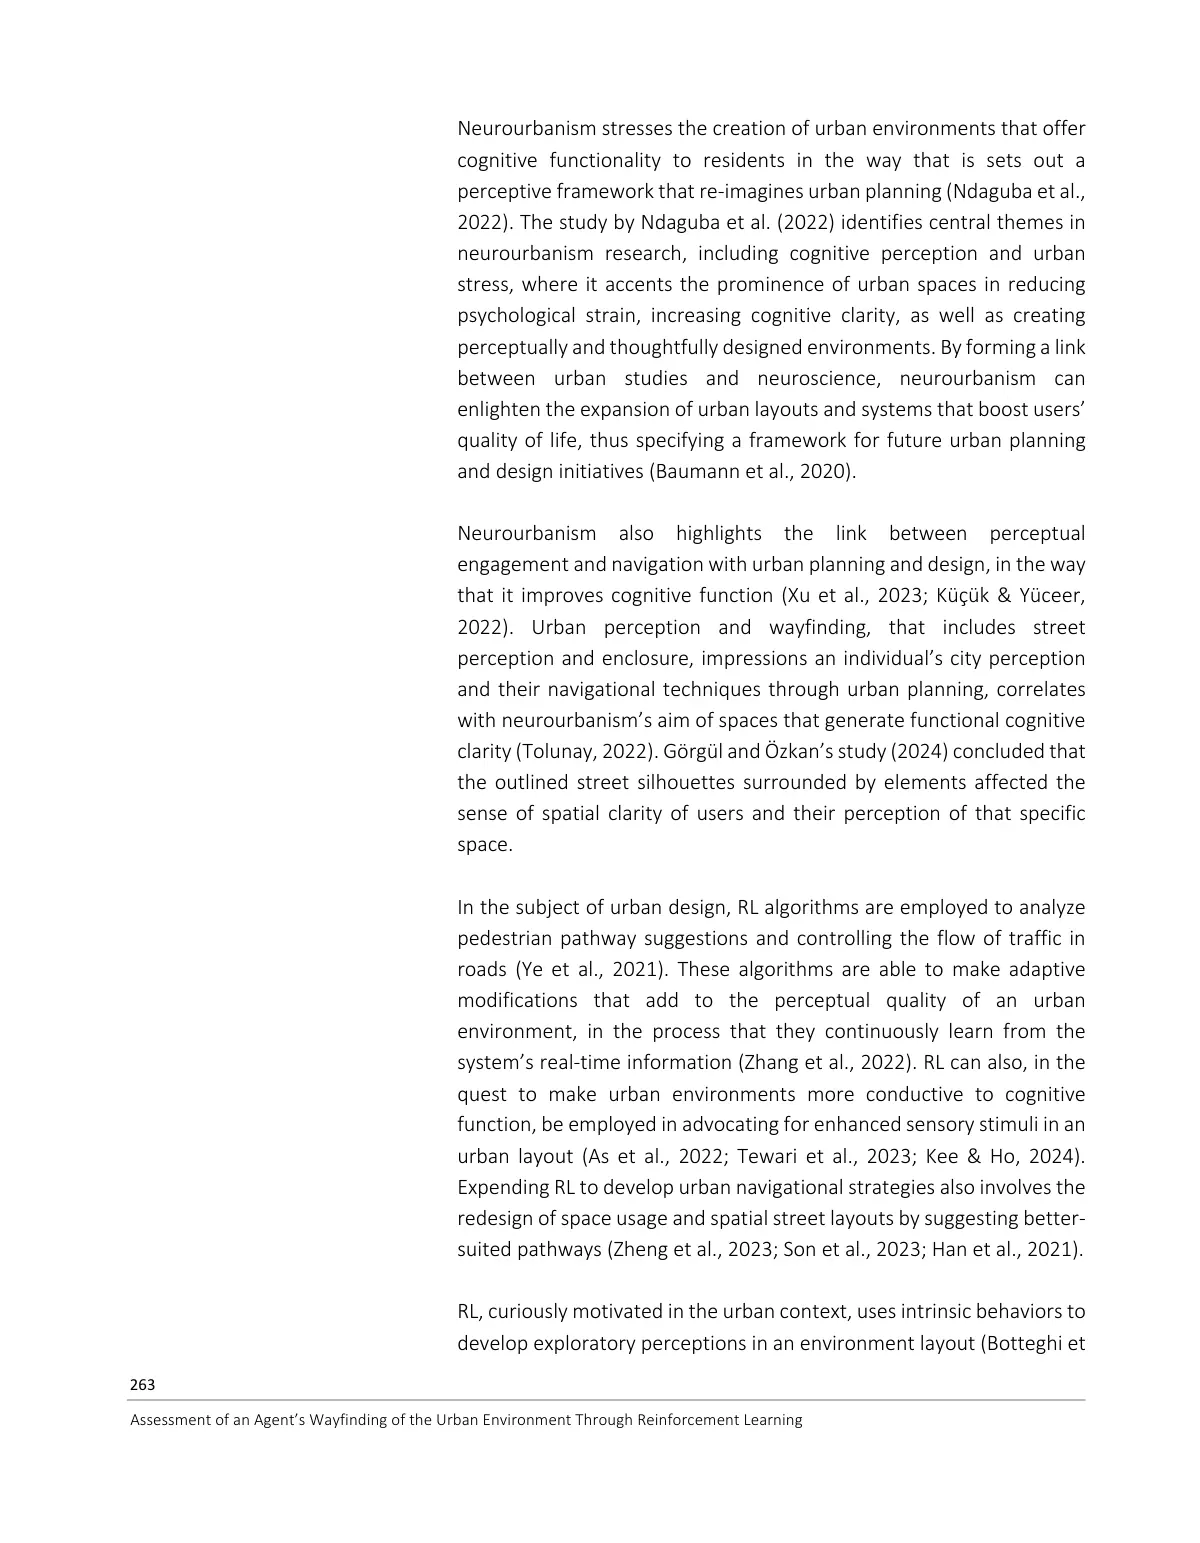 Neurourbanism stresses the creation of urban environments that offer
cognitive functionality to residents in the way that is sets out a
perceptive framework that re-imagines urban planning (Ndaguba et al.,
2022). The study by Ndaguba et al. (2022) identifies central themes in
neurourbanism research, including cognitive perception and urban
stress, where it accents the prominence of urban spaces in reducing
psychological strain, increasing cognitive clarity, as well as creating
perceptually and thoughtfully designed environments. By forming a link
between urban studies and neuroscience, neurourbanism can
enlighten the expansion of urban layouts and systems that boost users’
quality of life, thus specifying a framework for future urban planning
and design initiatives (Baumann et al., 2020).
Neurourbanism also highlights the link between perceptual
engagement and navigation with urban planning and design, in the way
that it improves cognitive function (Xu et al., 2023; Küçük & Yüceer,
2022). Urban perception and wayfinding, that includes street
perception and enclosure, impressions an individual’s city perception
and their navigational techniques through urban planning, correlates
with neurourbanism’s aim of spaces that generate functional cognitive
clarity (Tolunay, 2022). Görgül and Özkan’s study (2024) concluded that
the outlined street silhouettes surrounded by elements affected the
sense of spatial clarity of users and their perception of that specific
space.
In the subject of urban design, RL algorithms are employed to analyze
pedestrian pathway suggestions and controlling the flow of traffic in
roads (Ye et al., 2021). These algorithms are able to make adaptive
modifications that add to the perceptual quality of an urban
environment, in the process that they continuously learn from the
system’s real-time information (Zhang et al., 2022). RL can also, in the
quest to make urban environments more conductive to cognitive
function, be employed in advocating for enhanced sensory stimuli in an
urban layout (As et al., 2022; Tewari et al., 2023; Kee & Ho, 2024).
Expending RL to develop urban navigational strategies also involves the
redesign of space usage and spatial street layouts by suggesting better-
suited pathways (Zheng et al., 2023; Son et al., 2023; Han et al., 2021).
RL, curiously motivated in the urban context, uses intrinsic behaviors to
develop exploratory perceptions in an environment layout (Botteghi et
263
Assessment of an Agent’s Wayfinding of the Urban Environment Through Reinforcement Learning